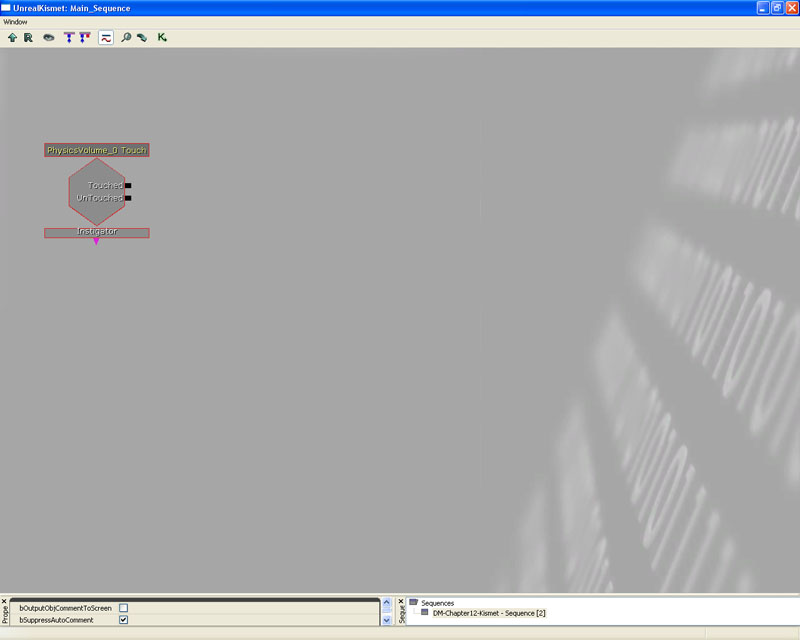 UnrealKismet: Main_Sequence
Window
PhysicsVolume_0 Touch
Touched
UnTouched
Instigator
bOutputObjCommentToScreen
bSuppressAutoComment
Prope
Seque
Sequences
DM-Chapter12-Kismet - Sequence [2]